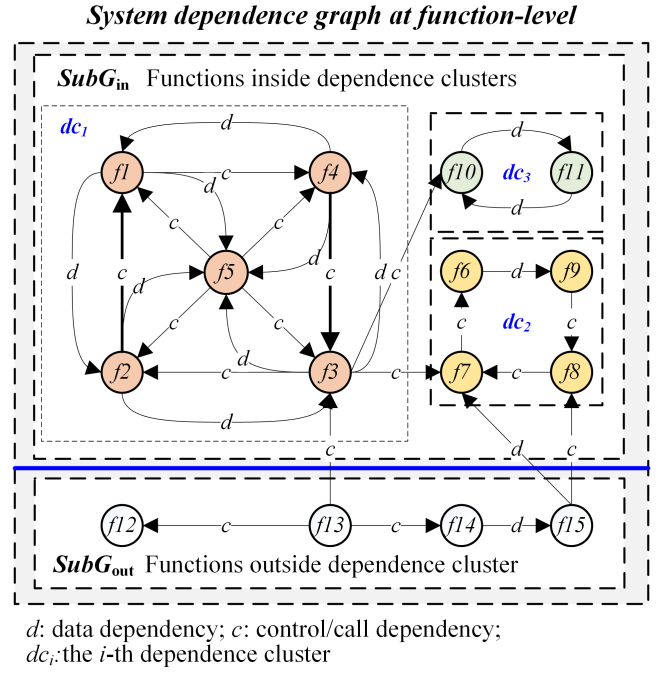 System dependence graph at function-level
SubGin Functions inside dependence clusters
dc1
d
f1
c
f4
d
f10
d
f11
dc3
d
c
c
d
c
d
c
d
c
d
c
f5
f6
d
f9
c
c
dc2
c
c
d
f2
c
f3
c
f7
c
f8
d
c
d
c
f12
c
f13
c
f14
d
f15
SubGout Functions outside dependence cluster
d: data dependency; c: control/call dependency;
dci:the i-th dependence cluster